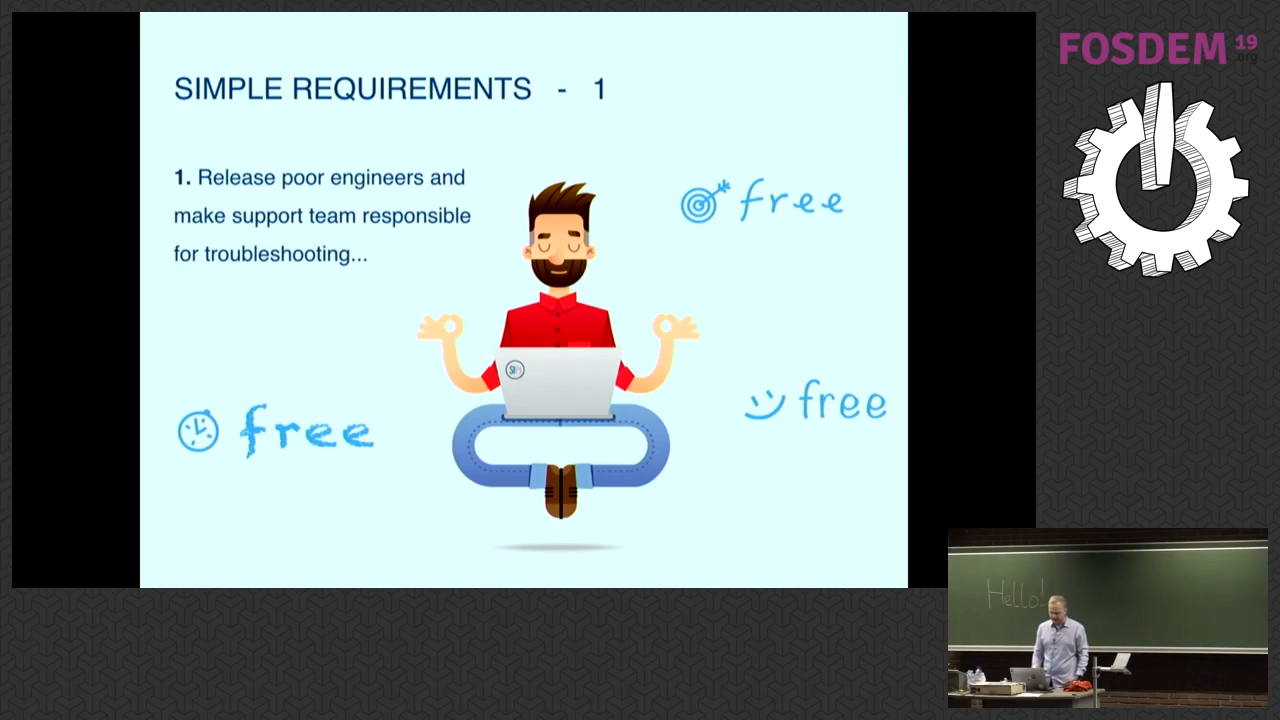 SIMPLE REQUIREMENTS - 1
1. Release poor engineers and
make support team responsible
for troubleshooting...
free
free
free
FOSDEM 19
.org
Hello!